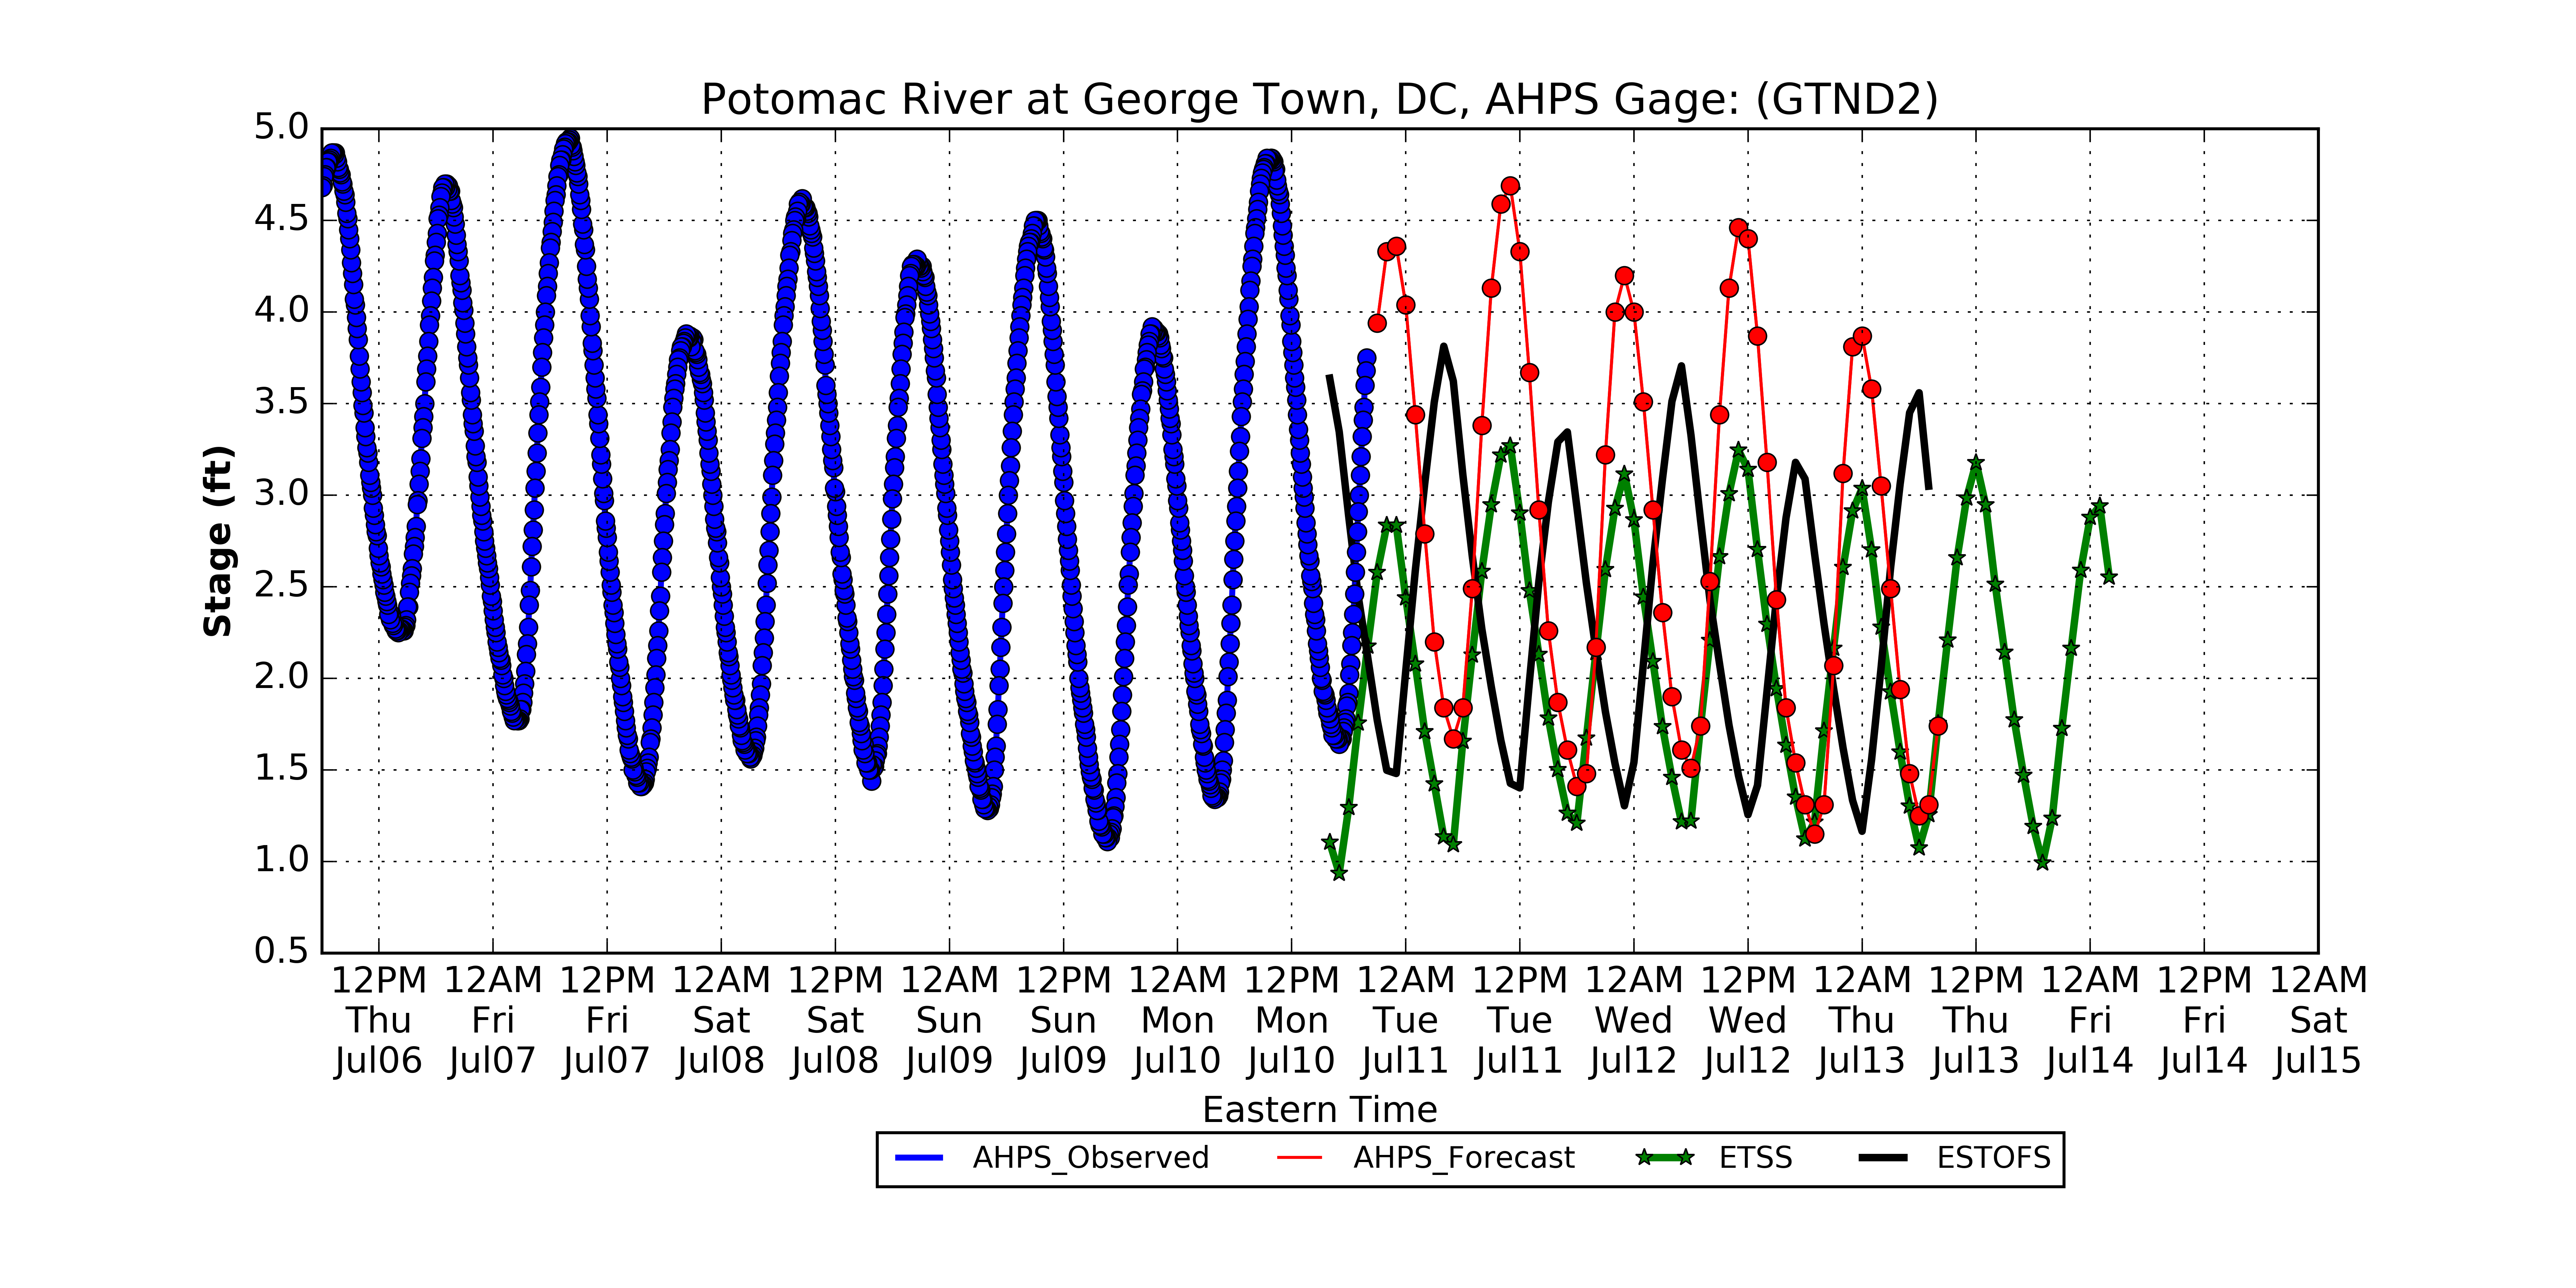 Potomac River at George Town, DC, AHPS Gage: (GTND2)
5.0
4.5
4.0
3.5
3.0
2.5
2.0
1.5
1.0
0.5
Stage (ft)
12PM 12AM 12PM 12AM 12PM 12AM 12PM 12AM 12PM 12AM 12PM 12AM 12PM 12AM 12PM 12AM 12PM 12AM
Thu Fri Fri Sat Sat Sun Sun Mon Mon Tue Tue Wed Wed Thu Thu Fri Fri Sat
Jul06 Jul07 Jul07 Jul08 Jul08 Jul09 Jul09 Jul10 Jul10 Jul11 Jul11 Jul12 Jul12 Jul13 Jul13 Jul14 Jul14 Jul15
Eastern Time
AHPS_Observed AHPS_Forecast ETSS ESTOFS